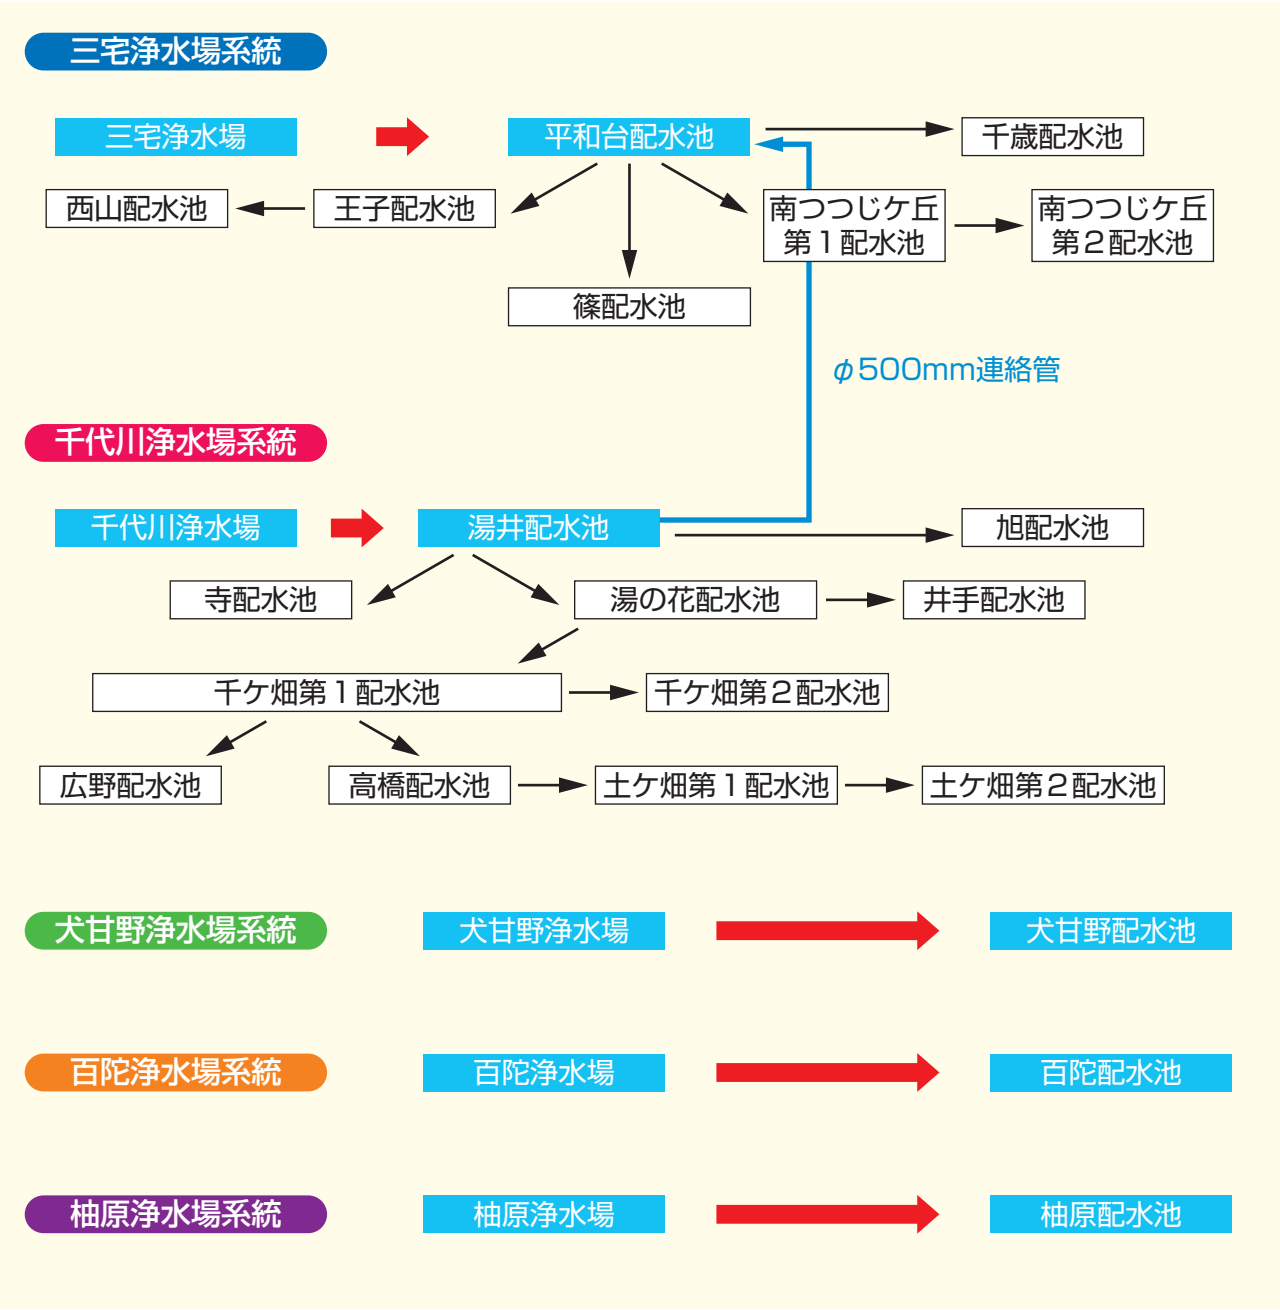 三宅浄水場系統
三宅浄水場
平和台配水池
千歳配水池
西山配水池
王子配水池
南つつじケ丘
第１配水池
南つつじケ丘
第２配水池
篠配水池
φ500mm連絡管
千代川浄水場系統
千代川浄水場
湯井配水池
旭配水池
寺配水池
湯の花配水池
井手配水池
千ケ畑第１配水池
千ケ畑第２配水池
広野配水池
高橋配水池
土ケ畑第１配水池
土ケ畑第２配水池
犬甘野浄水場系統
犬甘野浄水場
犬甘野配水池
百陀浄水場系統
百陀浄水場
百陀配水池
柚原浄水場系統
柚原浄水場
柚原配水池